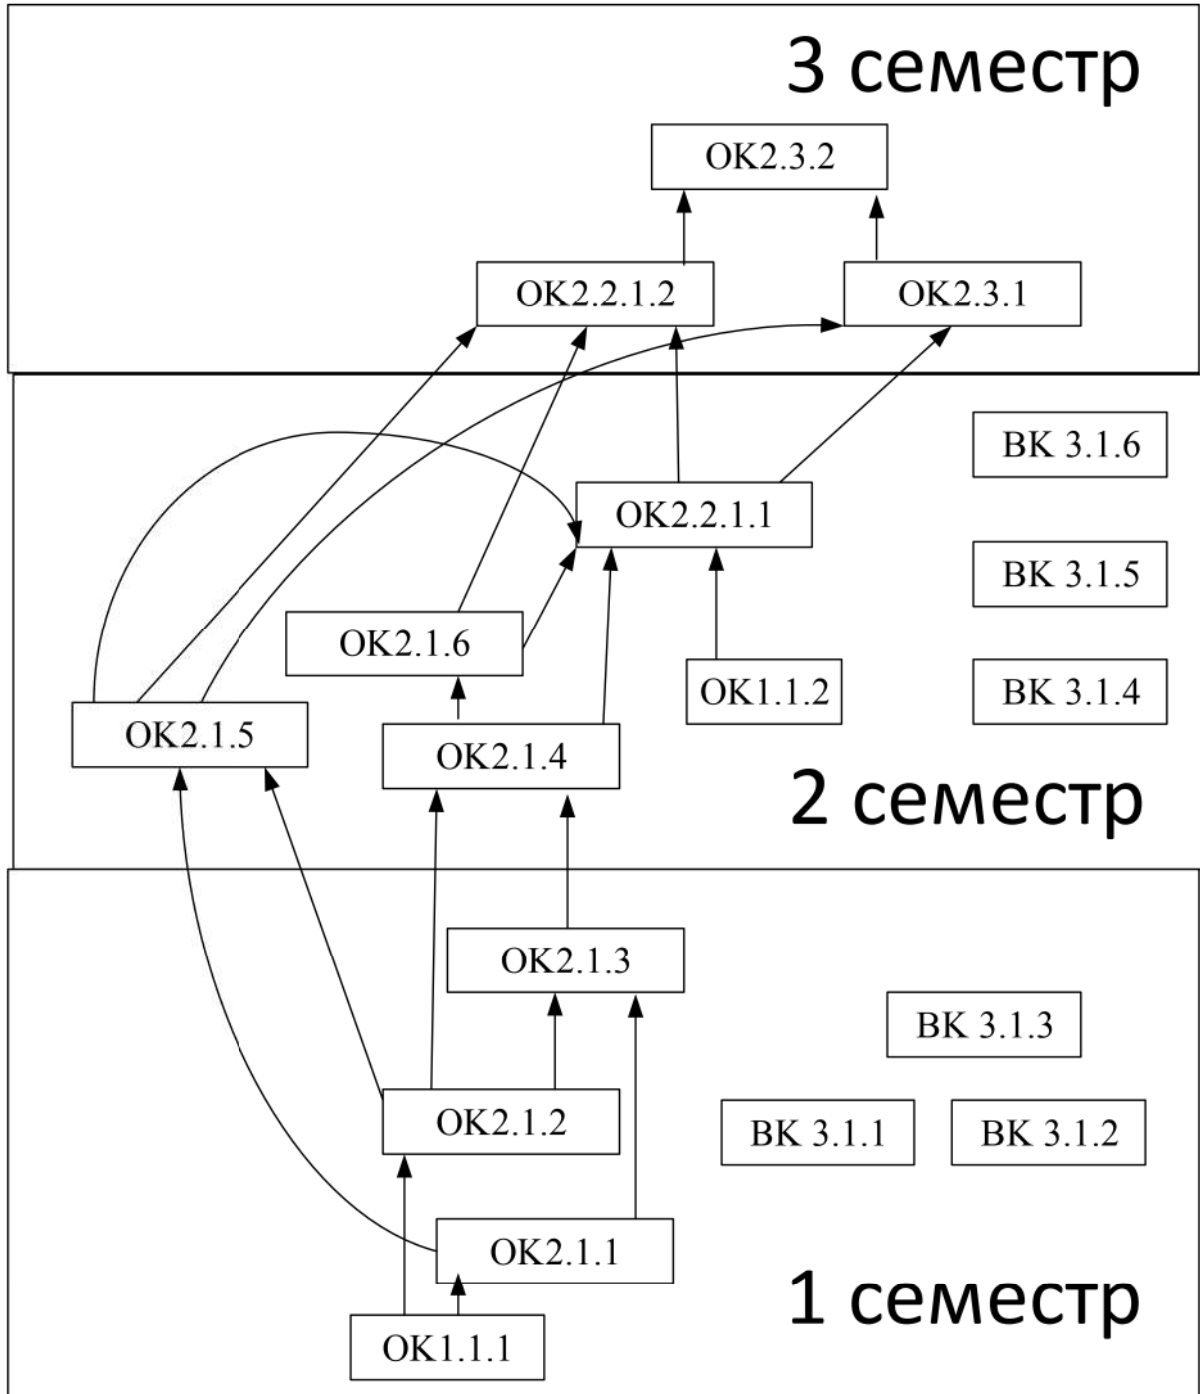 3 семестр
ОК2.3.2
ОК2.2.1.2
ОК2.3.1
ВК 3.1.6
ОК2.2.1.1
ВК 3.1.5
ОК2.1.6
ОК1.1.2
ВК 3.1.4
ОК2.1.5
ОК2.1.4
2 семестр
ОК2.1.3
ВК 3.1.3
ОК2.1.2
ВК 3.1.1
ВК 3.1.2
ОК2.1.1
1 семестр
ОК1.1.1